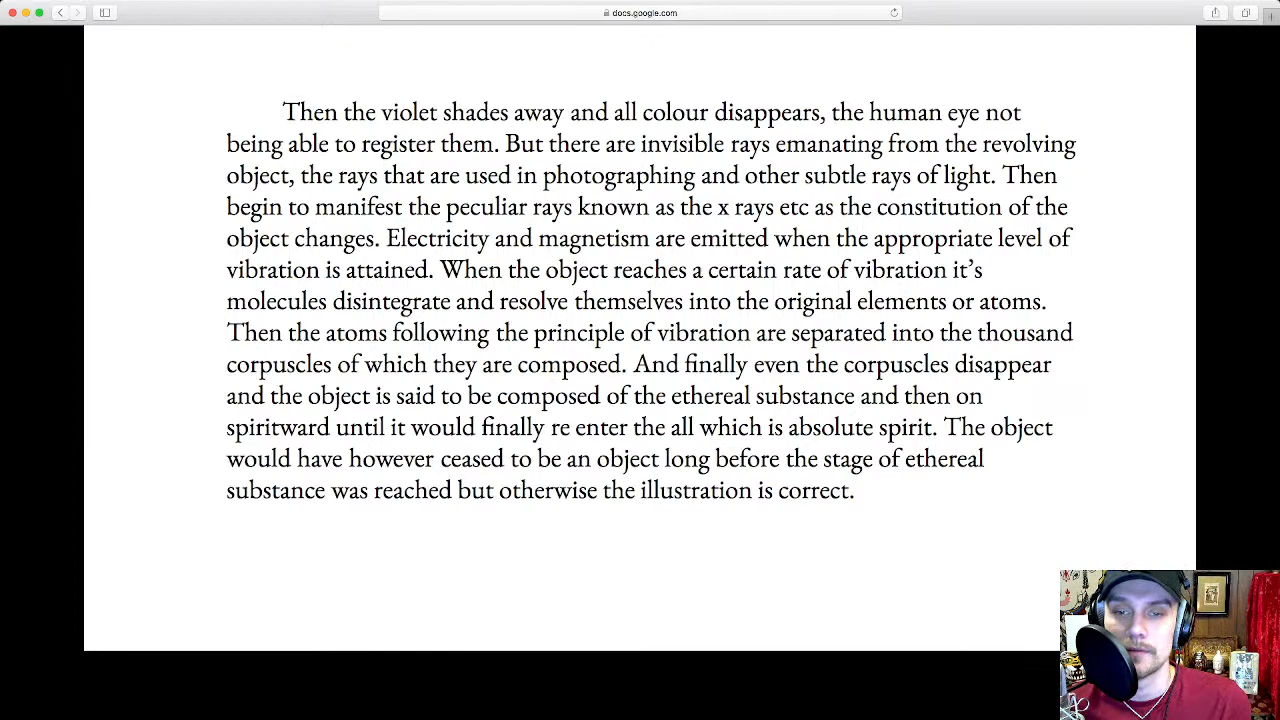 docs.google.com
Then the violet shades away and all colour disappears, the human eye not
being able to register them. But there are invisible rays emanating from the revolving
object, the rays that are used in photographing and other subtle rays of light. Then
begin to manifest the peculiar rays known as the x rays etc as the constitution of the
object changes. Electricity and magnetism are emitted when the appropriate level of
vibration is attained. When the object reaches a certain rate of vibration it’s
molecules disintegrate and resolve themselves into the original elements or atoms.
Then the atoms following the principle of vibration are separated into the thousand
corpuscles of which they are composed. And finally even the corpuscles disappear
and the object is said to be composed of the ethereal substance and then on
spiritward until it would finally re enter the all which is absolute spirit. The object
would have however ceased to be an object long before the stage of ethereal
substance was reached but otherwise the illustration is correct.